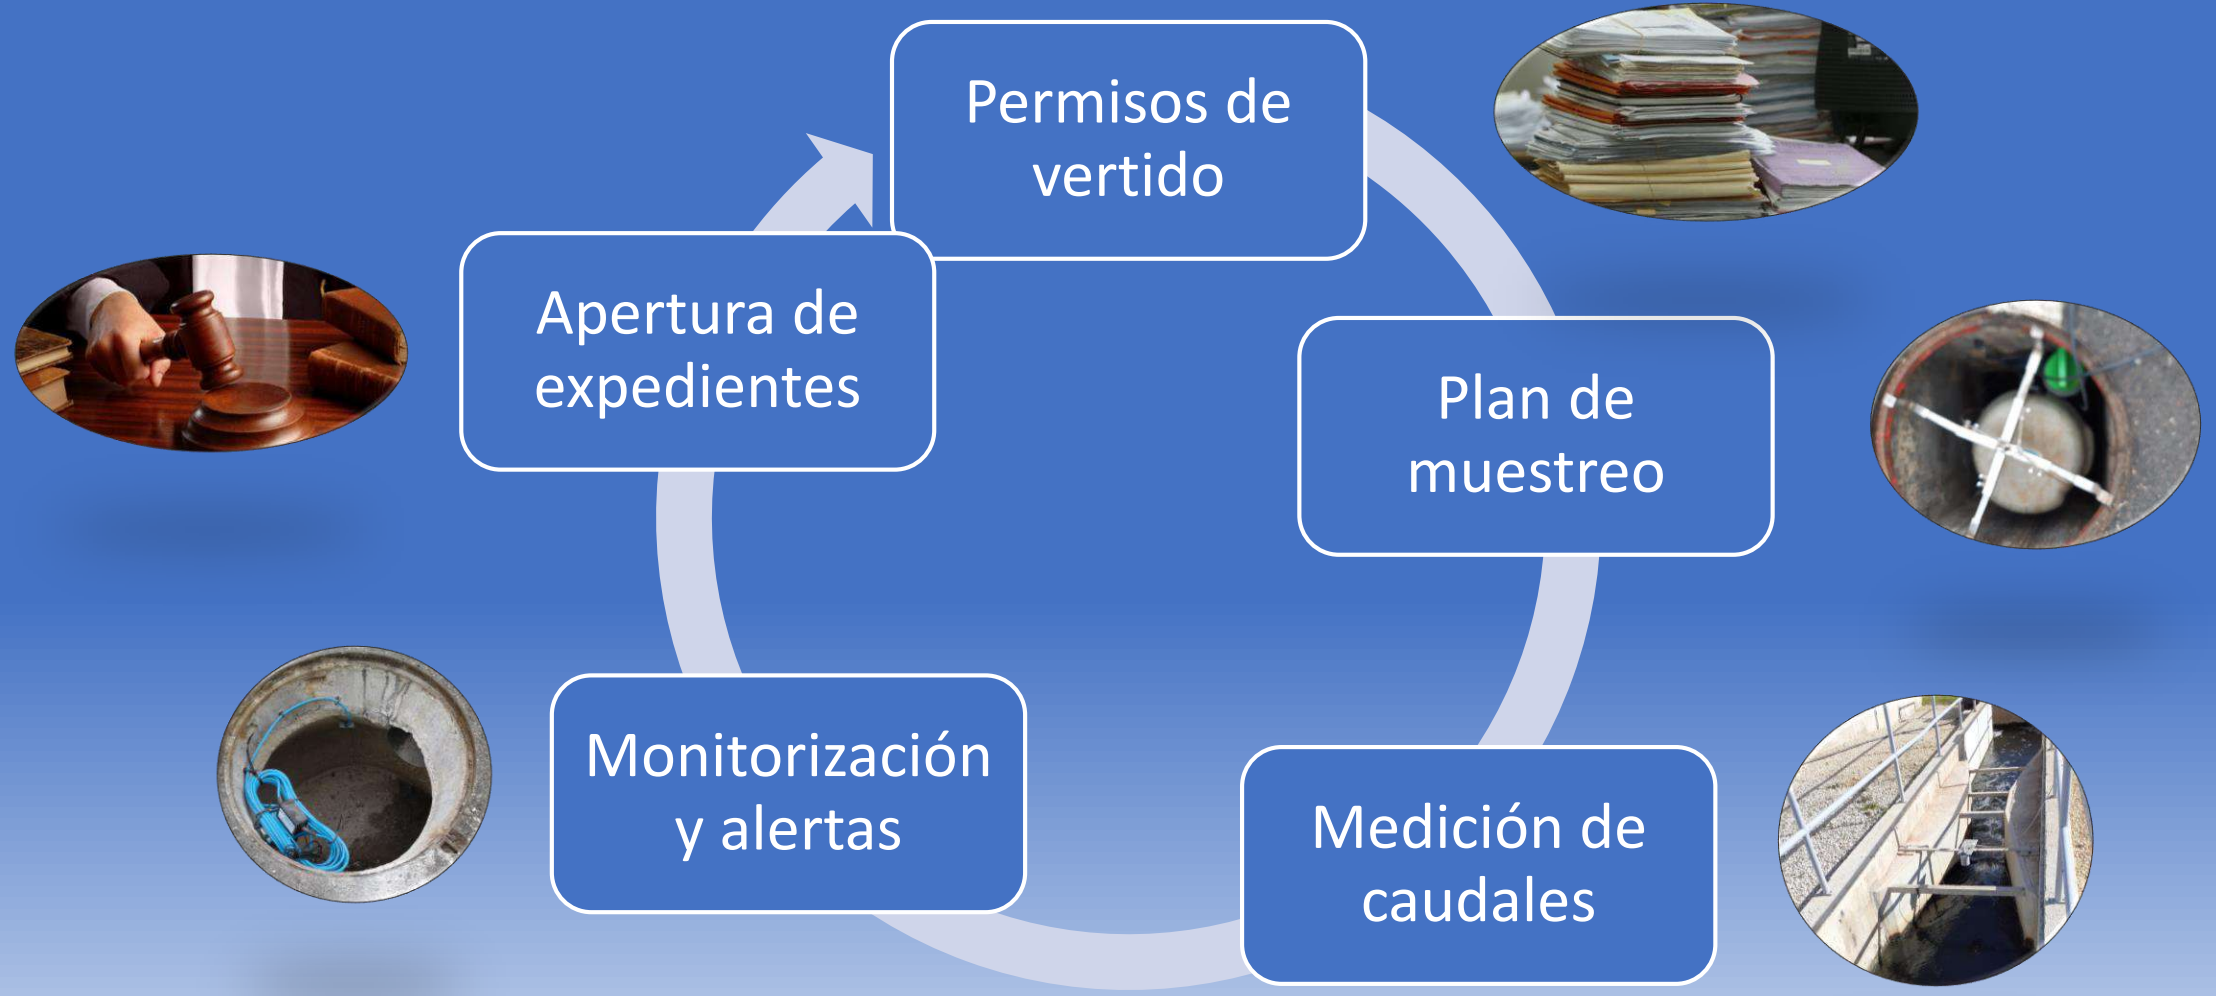 Permisos de
vertido
Plan de
muestreo
Medición de
caudales
Monitorización
y alertas
Apertura de
expedientes